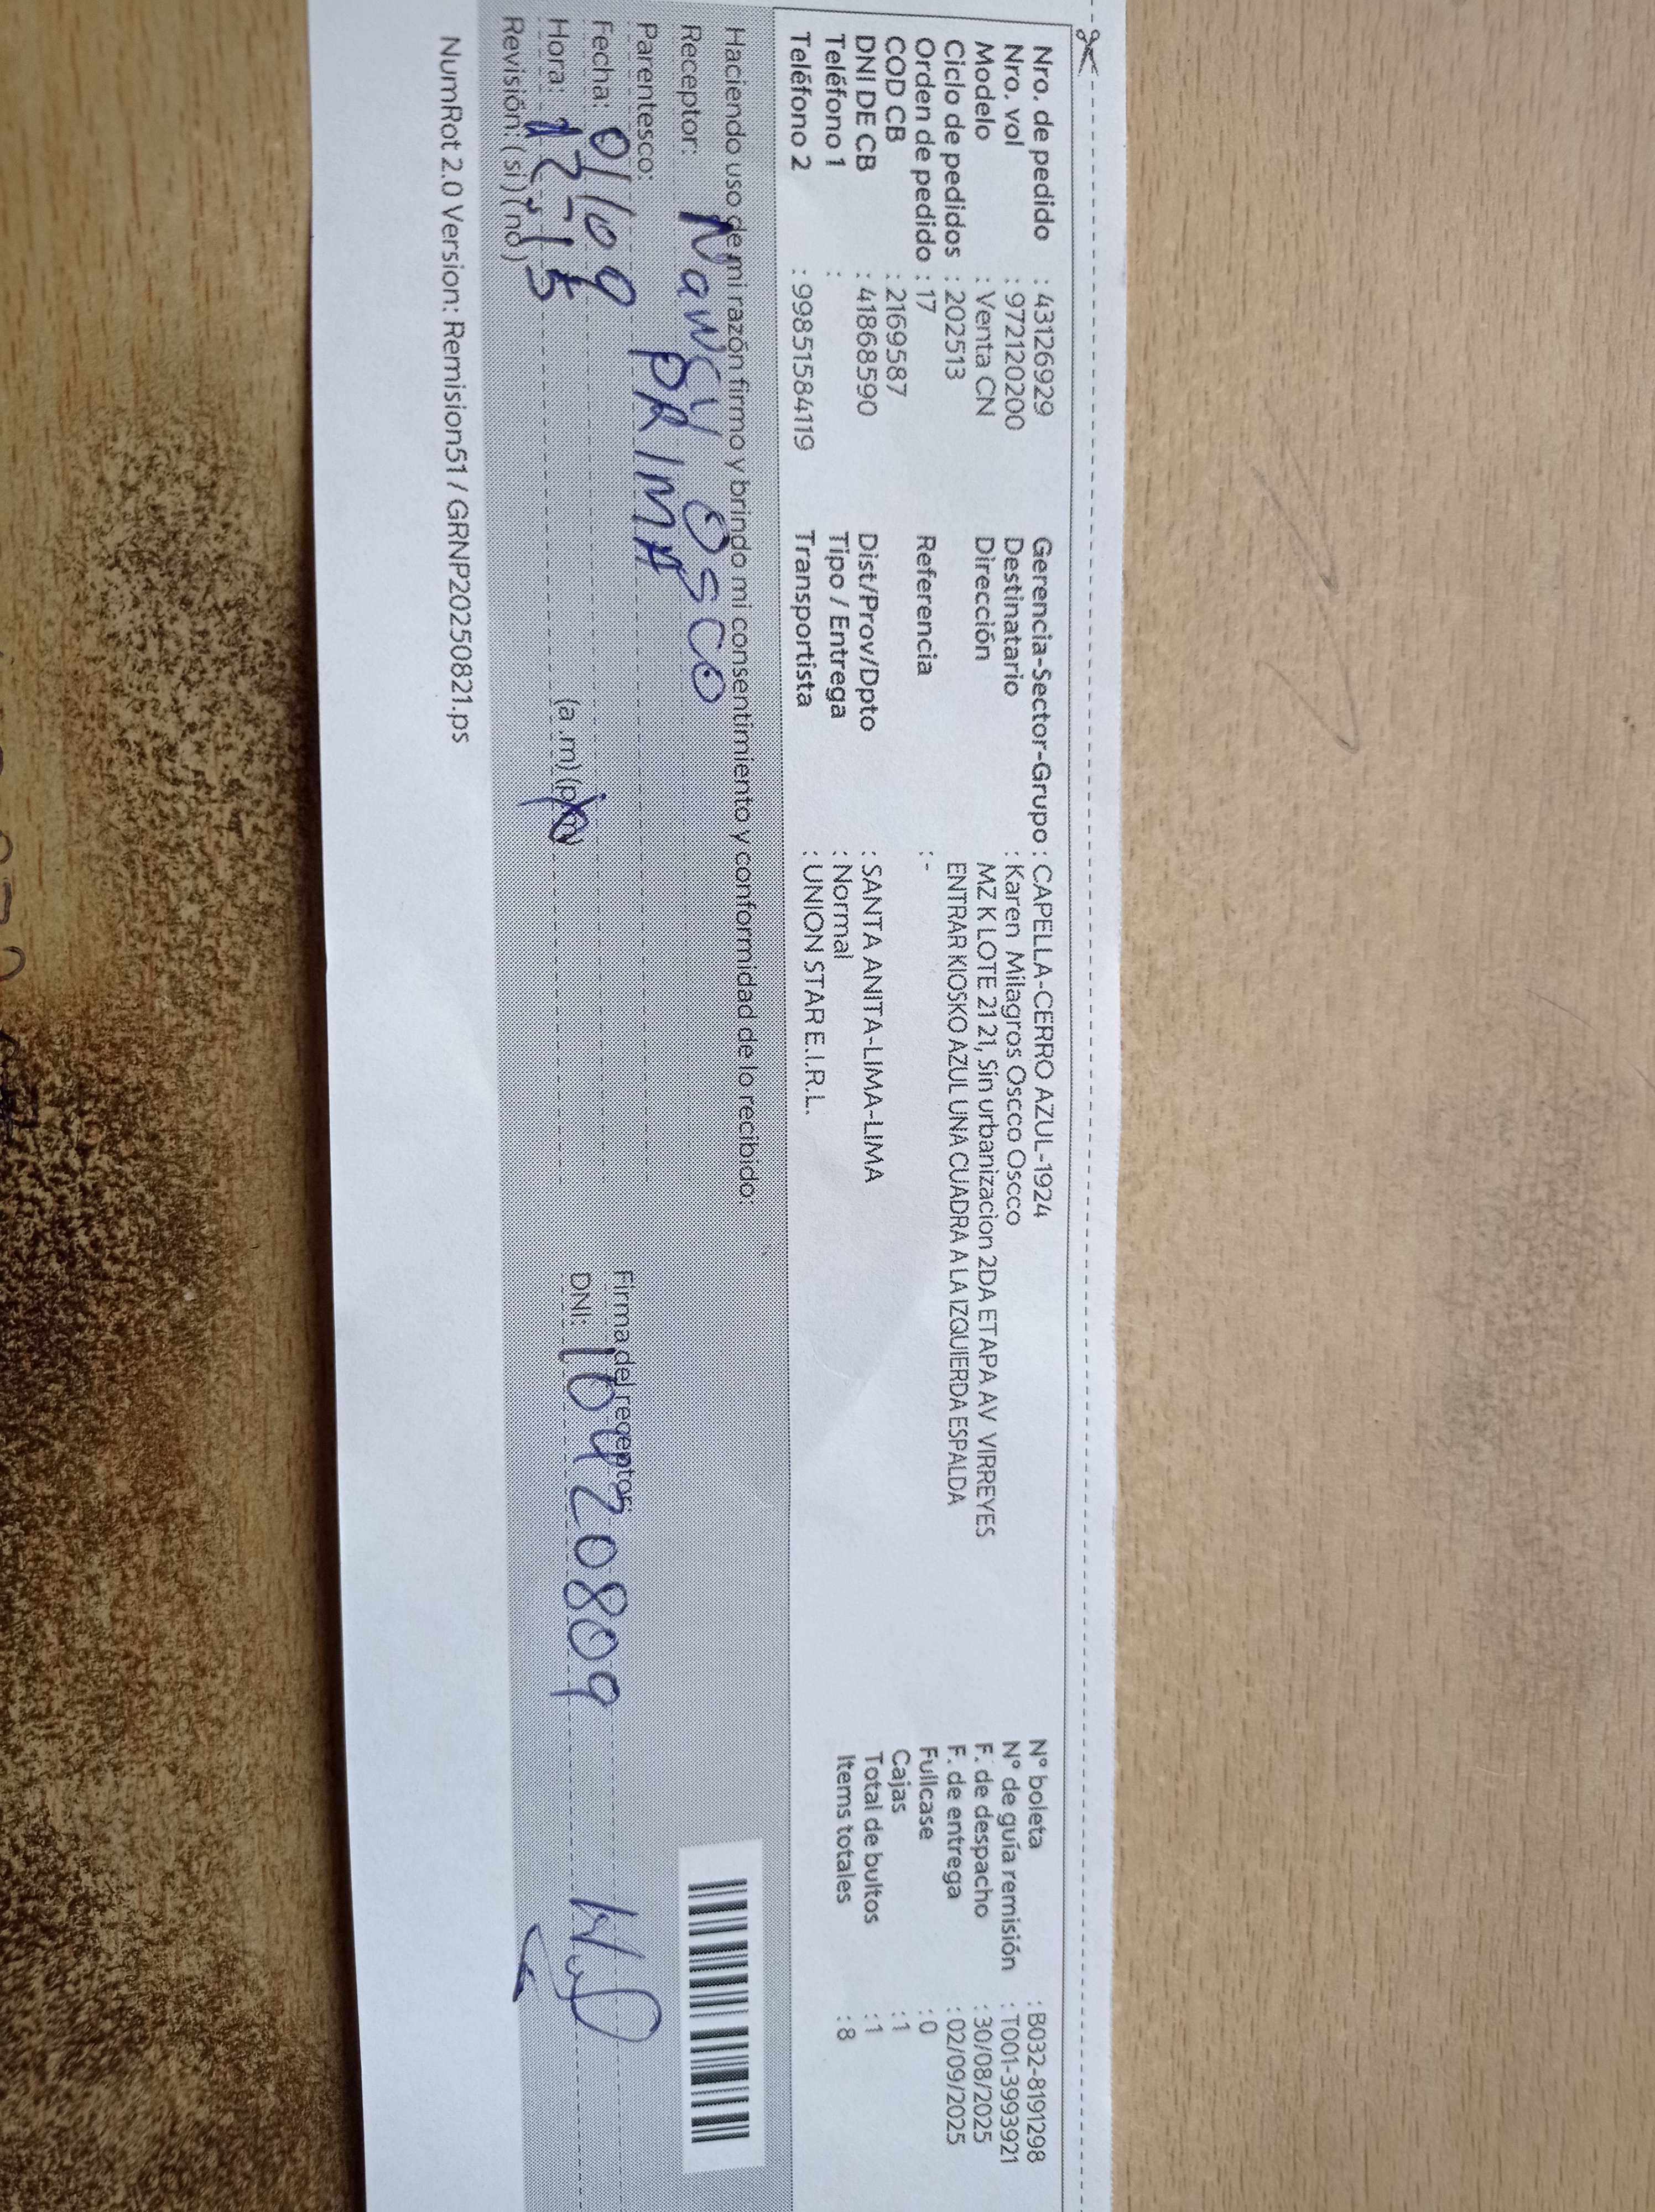 Nro. de pedido : 43126929
Nro. vol : 972120200
Modelo : Venta CN
Ciclo de pedidos : 202513
Orden de pedido : 17
COD CB : 2169587
DNI DE CB : 41868590
Teléfono 1 :
Teléfono 2 : 99851584119
Gerencia-Sector-Grupo : CAPELLA-CERRO AZUL-1924
Destinatario : Karen Milagros Oscco Oscco
Dirección MZ K LOTE 21 21, Sin urbanizacion 2DA ETAPA AV VIRREYES
ENTRAR KIOSKO AZUL UNA CUADRA A LA IZQUIERDA ESPALDA
Referencia : -
Dist/Prov/Dpto : SANTA ANITA-LIMA-LIMA
Tipo / Entrega : Normal
Transportista : UNION STAR E.I.R.L.
N° boleta : B032-8191298
N° de guía remisión : T001-3993921
F. de despacho : 30/08/2025
F. de entrega : 02/09/2025
Fullcase : 0
Cajas : 1
Total de bultos : 1
Items totales : 8
Haciendo uso de mi razón firmo y brindo mi consentimiento y conformidad de lo recibido.
Receptor: Nancy OSCO
Parentesco: PRIMA
Fecha: 01/09
Hora: 12-15 (a .m) (p.m)
Revisión: ( si ) ( no )
Firma del receptor:
DNI: 10420809
NumRot 2.0 Version: Remision51 / GRNP20250821.ps